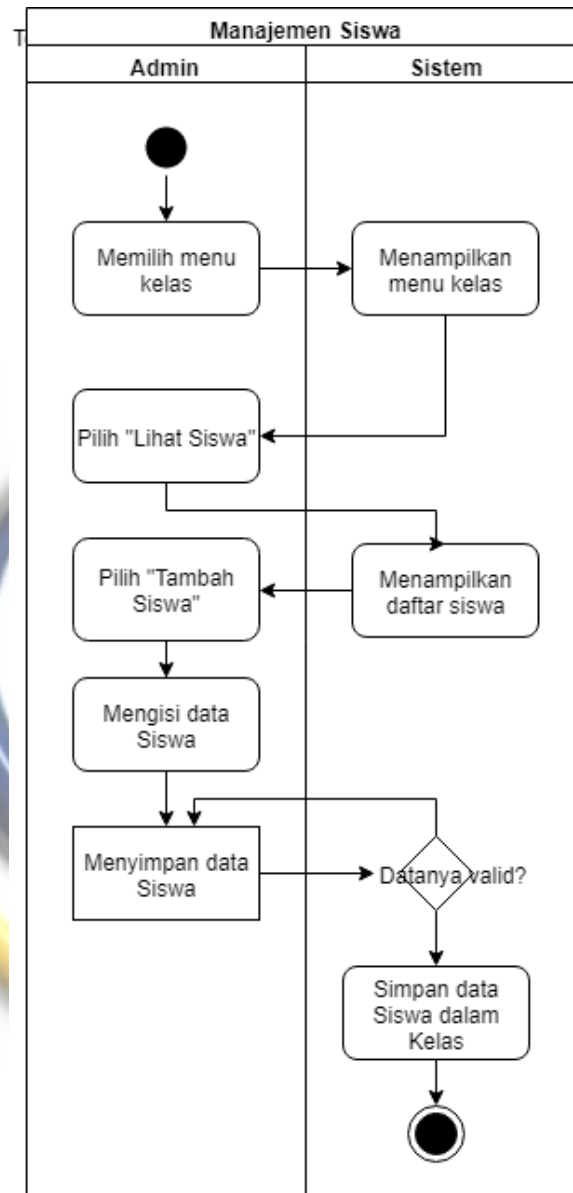 Manajemen Siswa
Admin
Sistem
Memilih menu
kelas
Menampilkan
menu kelas
Pilih "Lihat Siswa"
Pilih "Tambah
Siswa"
Menampilkan
daftar siswa
Mengisi data
Siswa
Menyimpan data
Siswa
Datanya valid?
Simpan data
Siswa dalam
Kelas